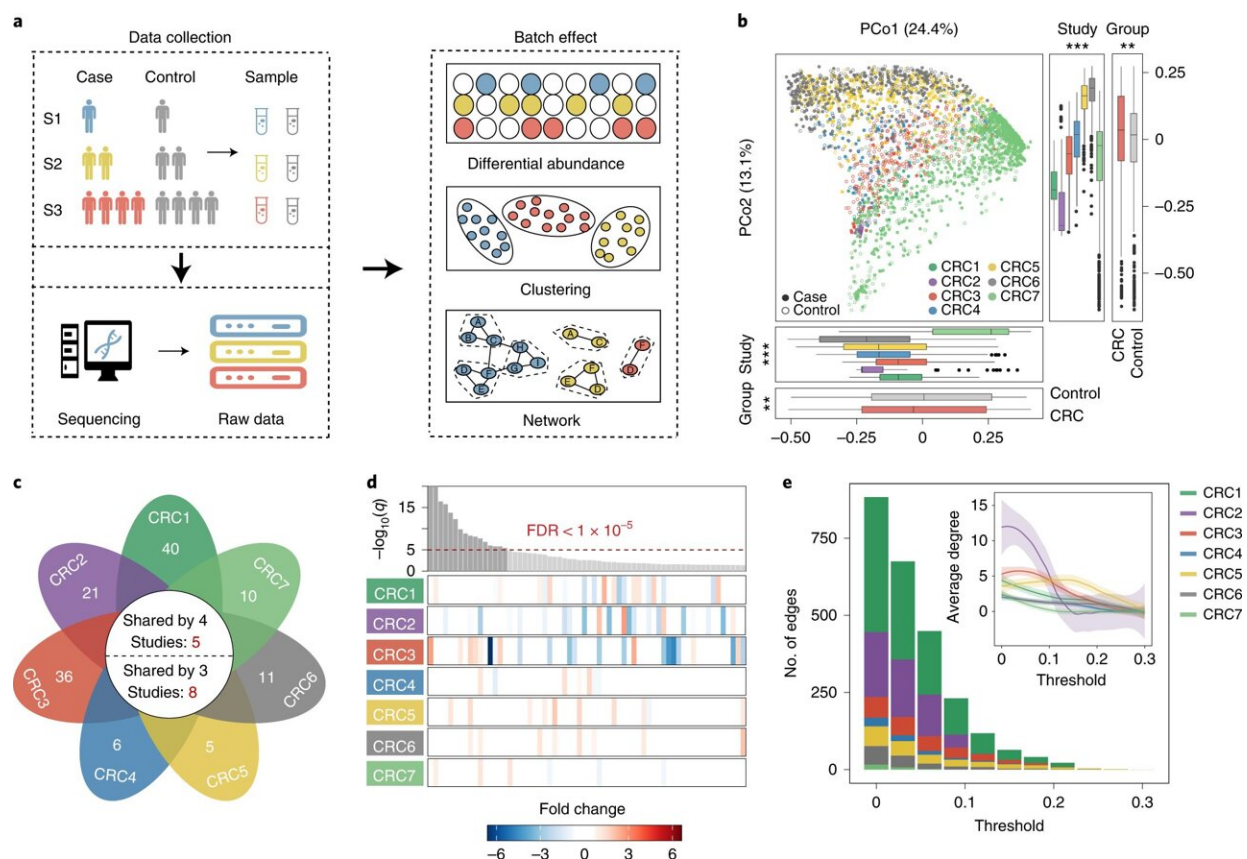 a
Data collection
Case Control Sample
S1
S2
S3
Sequencing Raw data
Batch effect
Differential abundance
Clustering
A
B C H
D F G I
E
A
C
F
E D
F
D
Network
b
PCo1 (24.4%)
Study Group
*** **
PCo2 (13.1%)
0.25
0
−0.25
−0.50
Case
Control
CRC1 CRC5
CRC2 CRC6
CRC3 CRC7
CRC4
CRC
Control
Study
***
Group
**
Control
CRC
−0.50 −0.25 0 0.25
c
CRC1
40
CRC7
10
CRC6
11
CRC5
5
CRC4
6
CRC3
36
CRC2
21
Shared by 4
Studies: 5
Shared by 3
Studies: 8
d
−log10(q)
15
5
0
FDR < 1 × 10−5
CRC1
CRC2
CRC3
CRC4
CRC5
CRC6
CRC7
Fold change
−6 −3 0 3 6
e
No. of edges
750
500
250
0
0 0.1 0.2 0.3
Threshold
Average degree
15
10
5
0
0 0.1 0.2 0.3
Threshold
CRC1
CRC2
CRC3
CRC4
CRC5
CRC6
CRC7